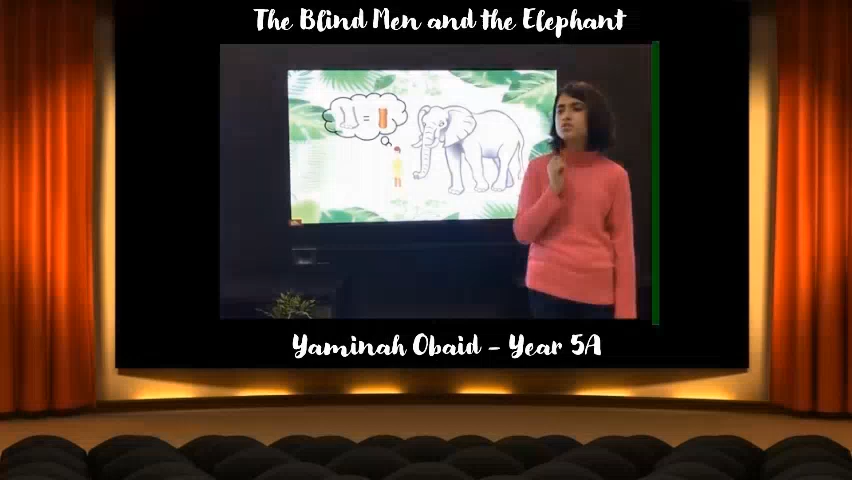 The Blind Men and the Elephant
=
Yaminah Obaid - Year 5A